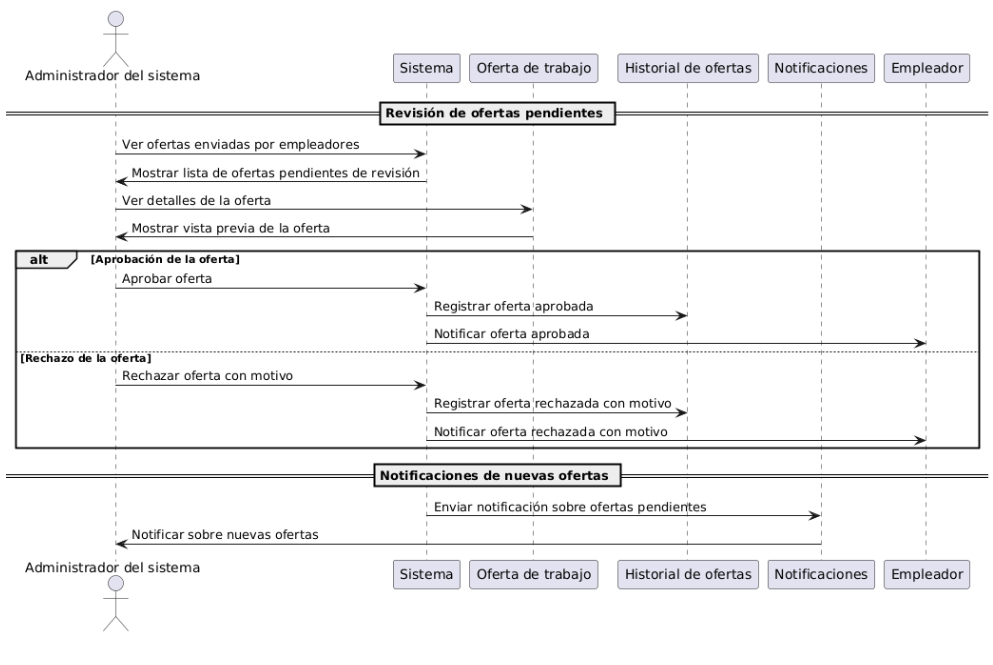 Administrador del sistema
Sistema
Oferta de trabajo
Historial de ofertas
Notificaciones
Empleador
Revisión de ofertas pendientes
Ver ofertas enviadas por empleadores
Mostrar lista de ofertas pendientes de revisión
Ver detalles de la oferta
Mostrar vista previa de la oferta
alt
[Aprobación de la oferta]
Aprobar oferta
Registrar oferta aprobada
Notificar oferta aprobada
[Rechazo de la oferta]
Rechazar oferta con motivo
Registrar oferta rechazada con motivo
Notificar oferta rechazada con motivo
Notificaciones de nuevas ofertas
Enviar notificación sobre ofertas pendientes
Notificar sobre nuevas ofertas
Administrador del sistema
Sistema
Oferta de trabajo
Historial de ofertas
Notificaciones
Empleador